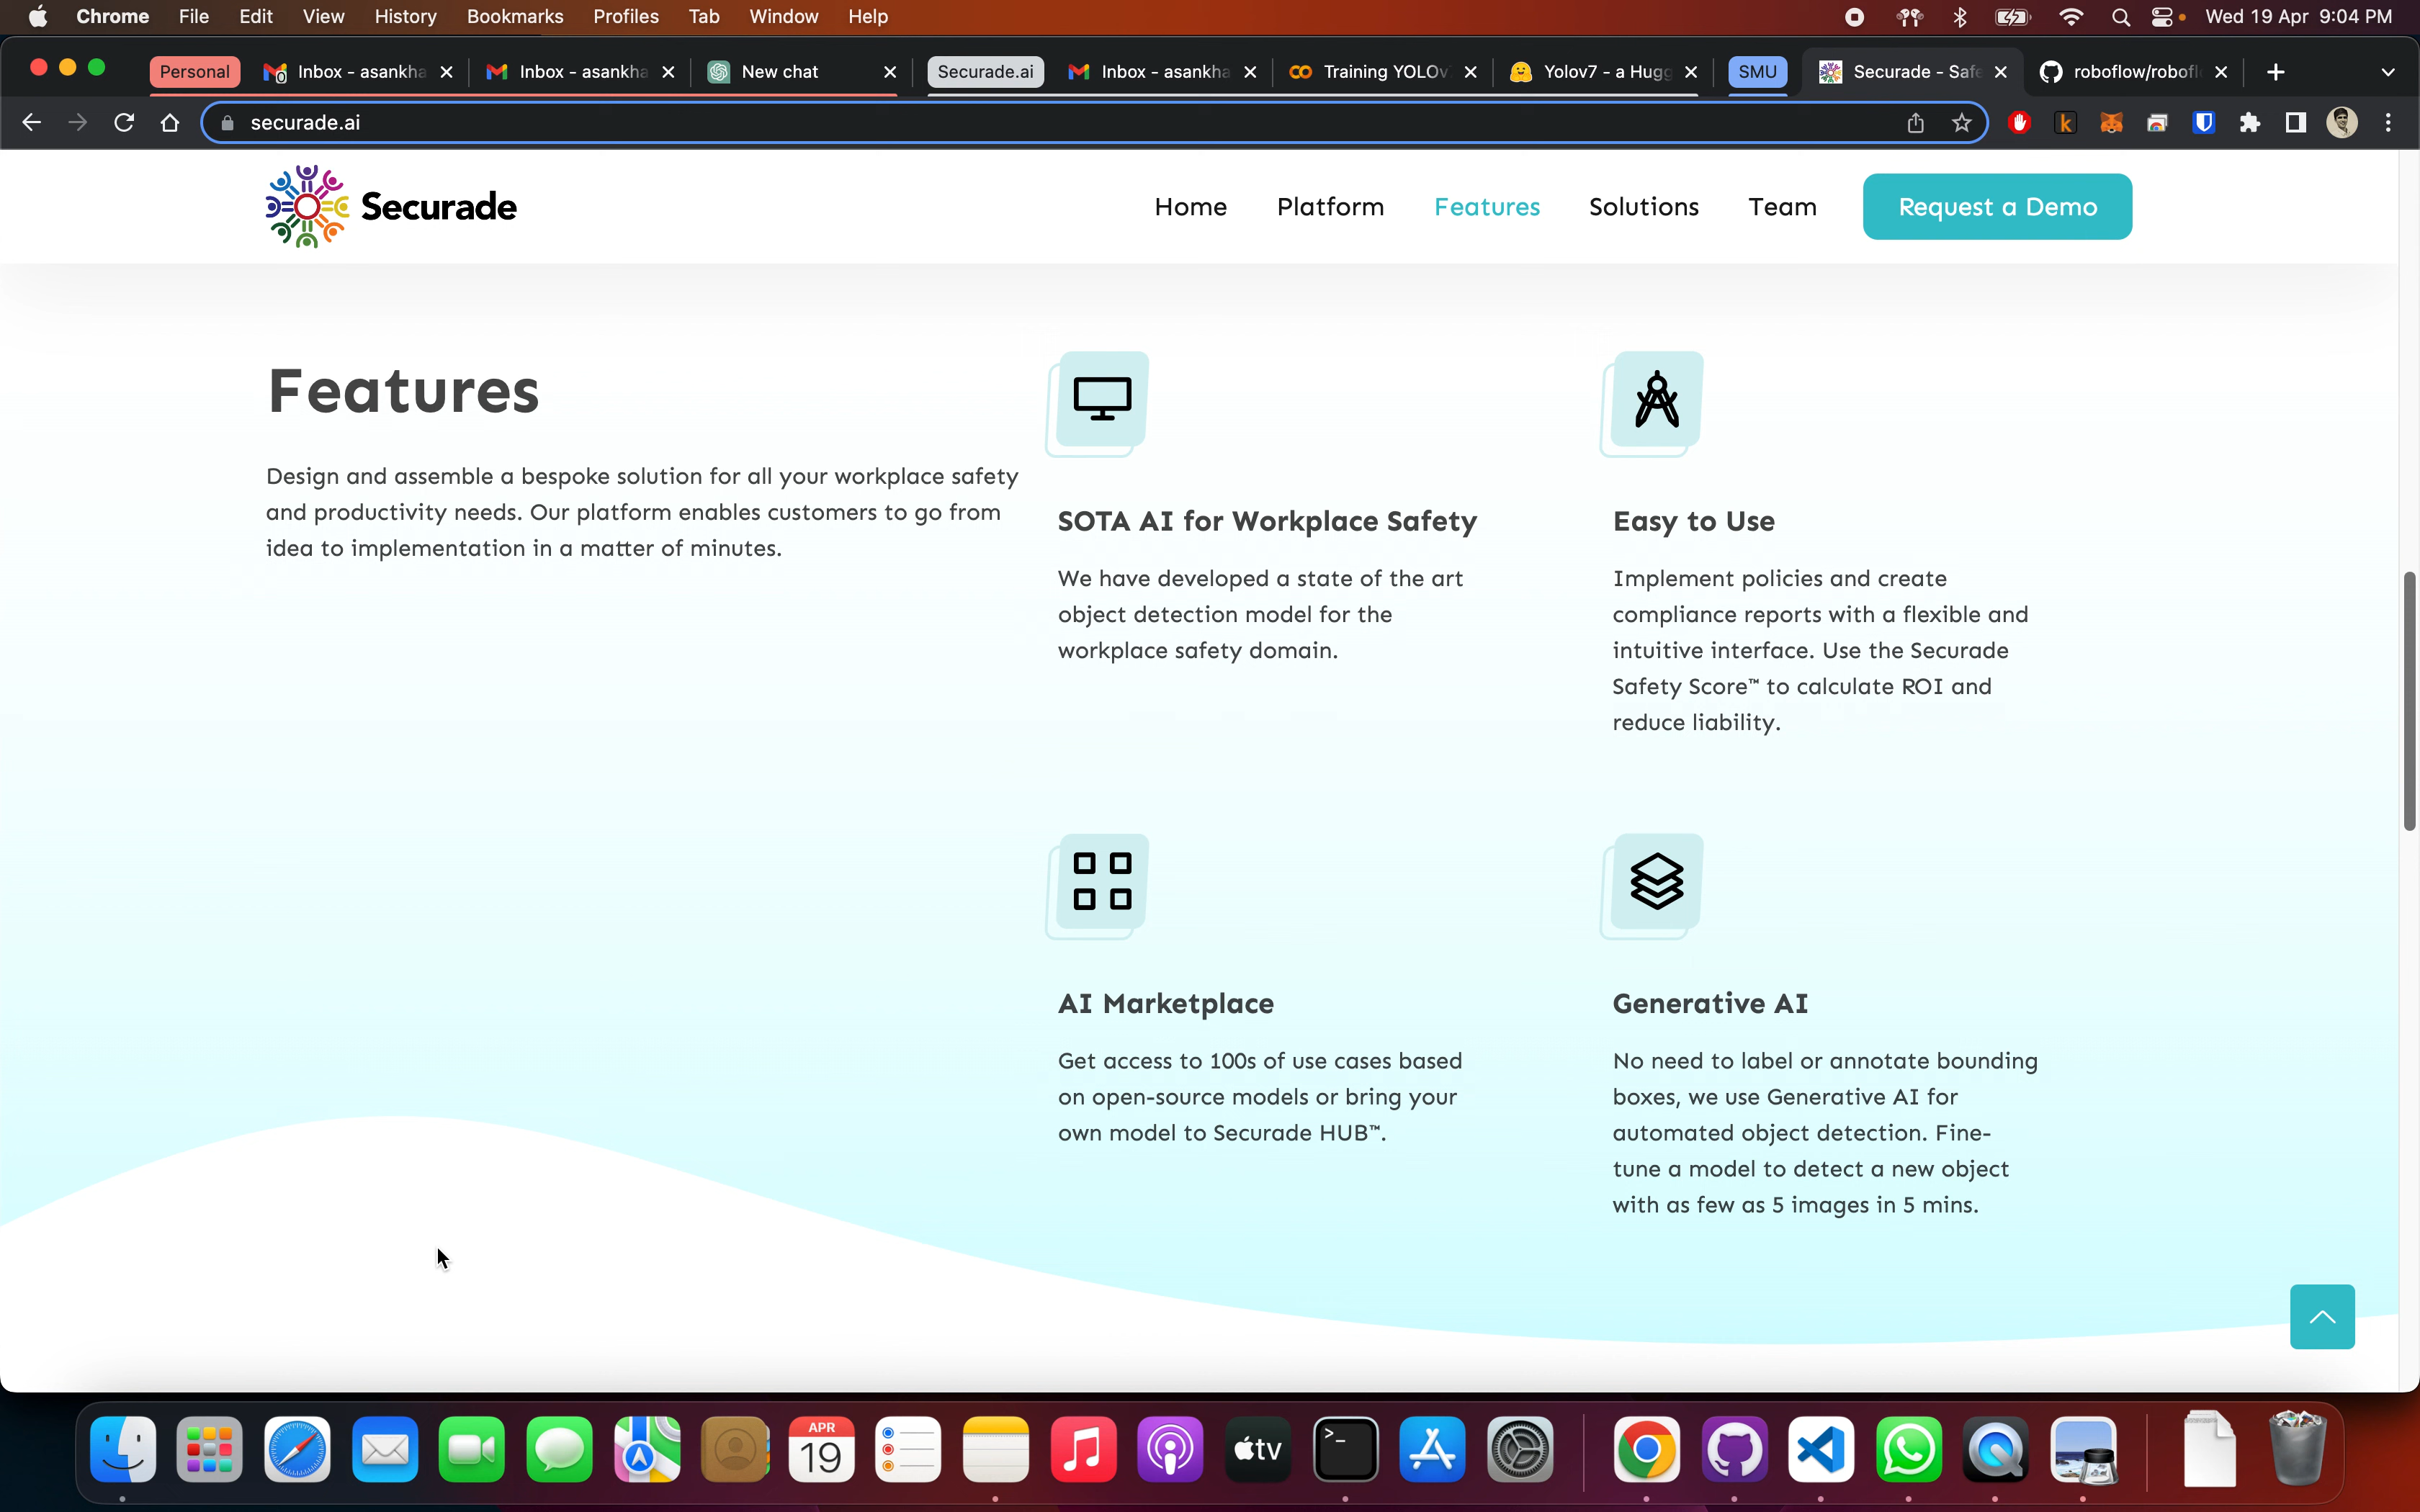 Chrome File Edit View History Bookmarks Profiles Tab Window Help Wed 19 Apr 9:04 PM
Personal Inbox - asankha Inbox - asankha New chat Securade.ai Inbox - asankha Training YOLOv Yolov7 - a Hugg SMU Securade - Safe roboflow/robofl
securade.ai
Securade Home Platform Features Solutions Team Request a Demo
Features
Design and assemble a bespoke solution for all your workplace safety
and productivity needs. Our platform enables customers to go from
idea to implementation in a matter of minutes.
SOTA AI for Workplace Safety
We have developed a state of the art
object detection model for the
workplace safety domain.
Easy to Use
Implement policies and create
compliance reports with a flexible and
intuitive interface. Use the Securade
Safety Score™ to calculate ROI and
reduce liability.
AI Marketplace
Get access to 100s of use cases based
on open-source models or bring your
own model to Securade HUB™.
Generative AI
No need to label or annotate bounding
boxes, we use Generative AI for
automated object detection. Fine-
tune a model to detect a new object
with as few as 5 images in 5 mins.
APR
19
tv